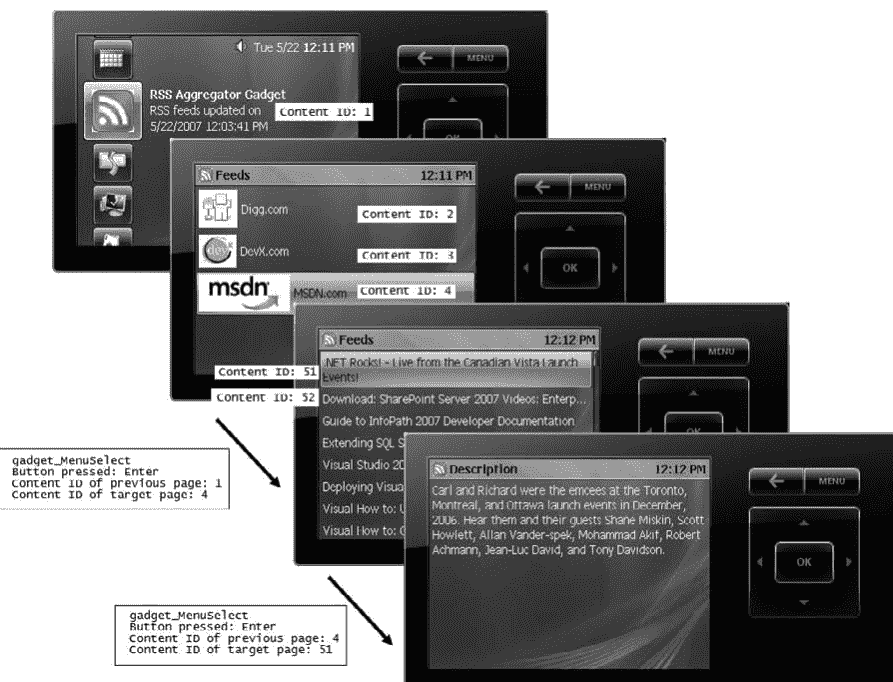 Tue 5/22 12:11 PM
MENU
RSS Aggregator Gadget
RSS feeds updated on
5/22/2007 12:03:41 PM
Content ID: 1
OK
Feeds 12:11 PM
MENU
Digg.com
Content ID: 2
dev
DevX.com
Content ID: 3
OK
msdn
MSDN.com
Content ID: 4
Feeds 12:12 PM
MENU
.NET Rocks! - Live from the Canadian Vista Launch
Events!
Content ID: 51
Content ID: 52
Download: SharePoint Server 2007 Videos: Enterp...
Guide to InfoPath 2007 Developer Documentation
OK
Extending SQL S
Visual Studio 20
Deploying Visua
Visual How to: U
Visual How to:
gadget_MenuSelect
Button pressed: Enter
Content ID of previous page: 1
Content ID of target page: 4
Description 12:12 PM
MENU
Carl and Richard were the emcees at the Toronto,
Montreal, and Ottawa launch events in December,
2006. Hear them and their guests Shane Miskin, Scott
Howlett, Allan Vander-spek, Mohammad Akif, Robert
Achmann, Jean-Luc David, and Tony Davidson.
OK
gadget_MenuSelect
Button pressed: Enter
Content ID of previous page: 4
Content ID of target page: 51